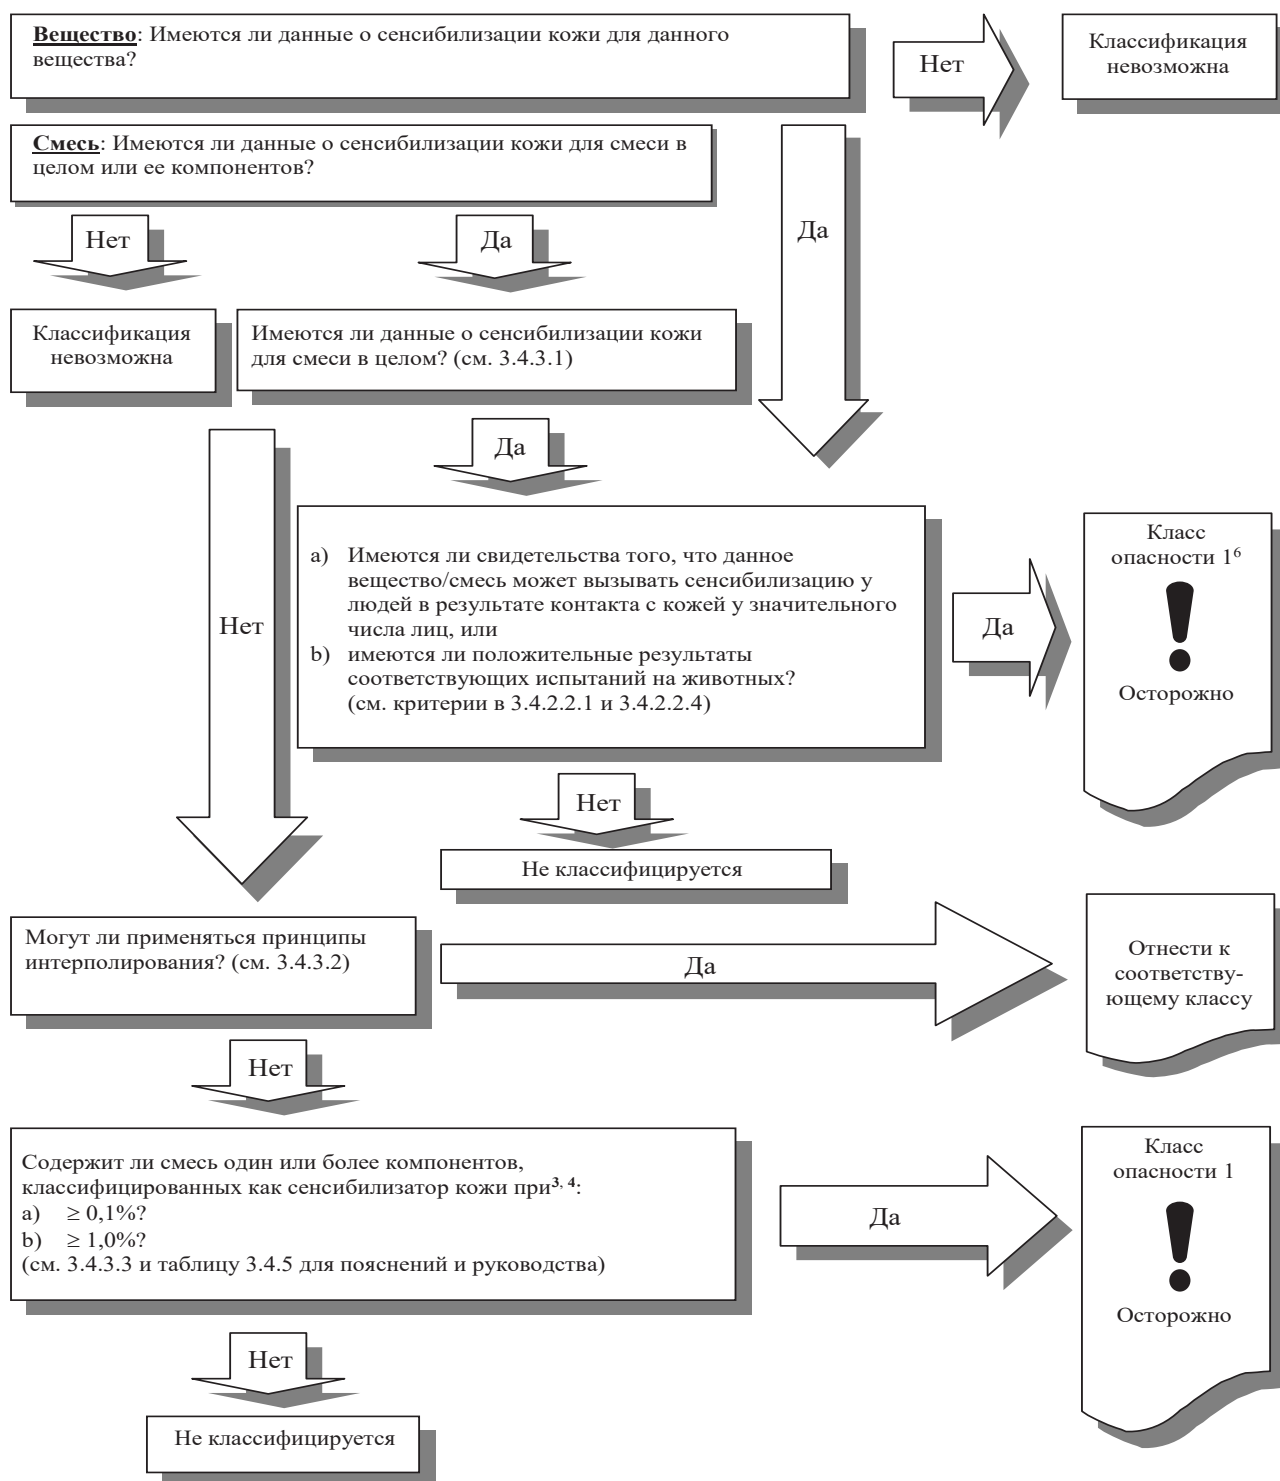 Вещество: Имеются ли данные о сенсибилизации кожи для данного
вещества?
Нет
Классификация
невозможна
Смесь: Имеются ли данные о сенсибилизации кожи для смеси в
целом или ее компонентов?
Нет
Да
Да
Классификация
невозможна
Имеются ли данные о сенсибилизации кожи
для смеси в целом? (см. 3.4.3.1)
Да
Нет
a) Имеются ли свидетельства того, что данное
вещество/смесь может вызывать сенсибилизацию у
людей в результате контакта с кожей у значительного
числа лиц, или
b) имеются ли положительные результаты
соответствующих испытаний на животных?
(см. критерии в 3.4.2.2.1 и 3.4.2.2.4)
Да
Класс
опасности 1⁶
Осторожно
Нет
Не классифицируется
Могут ли применяться принципы
интерполирования? (см. 3.4.3.2)
Да
Отнести к
соответству-
ющему классу
Нет
Содержит ли смесь один или более компонентов,
классифицированных как сенсибилизатор кожи при³, ⁴:
a) ≥ 0,1%?
b) ≥ 1,0%?
(см. 3.4.3.3 и таблицу 3.4.5 для пояснений и руководства)
Да
Класс
опасности 1
Осторожно
Нет
Не классифицируется